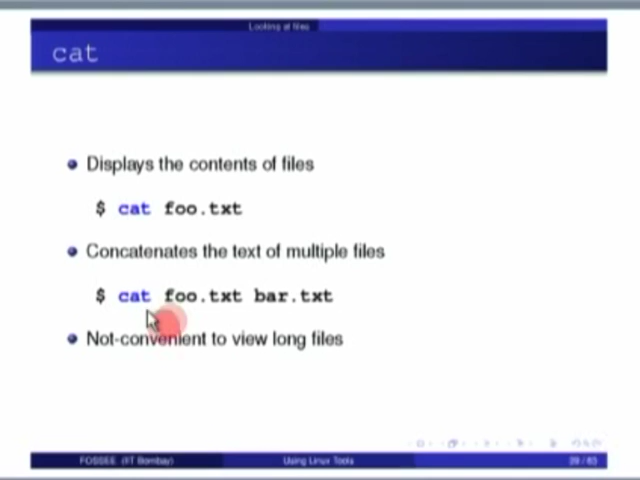 Looking at files
cat
Displays the contents of files
$ cat foo.txt
Concatenates the text of multiple files
$ cat foo.txt bar.txt
Not-convenient to view long files
FOSSEE (IIT Bombay) Using Linux Tools